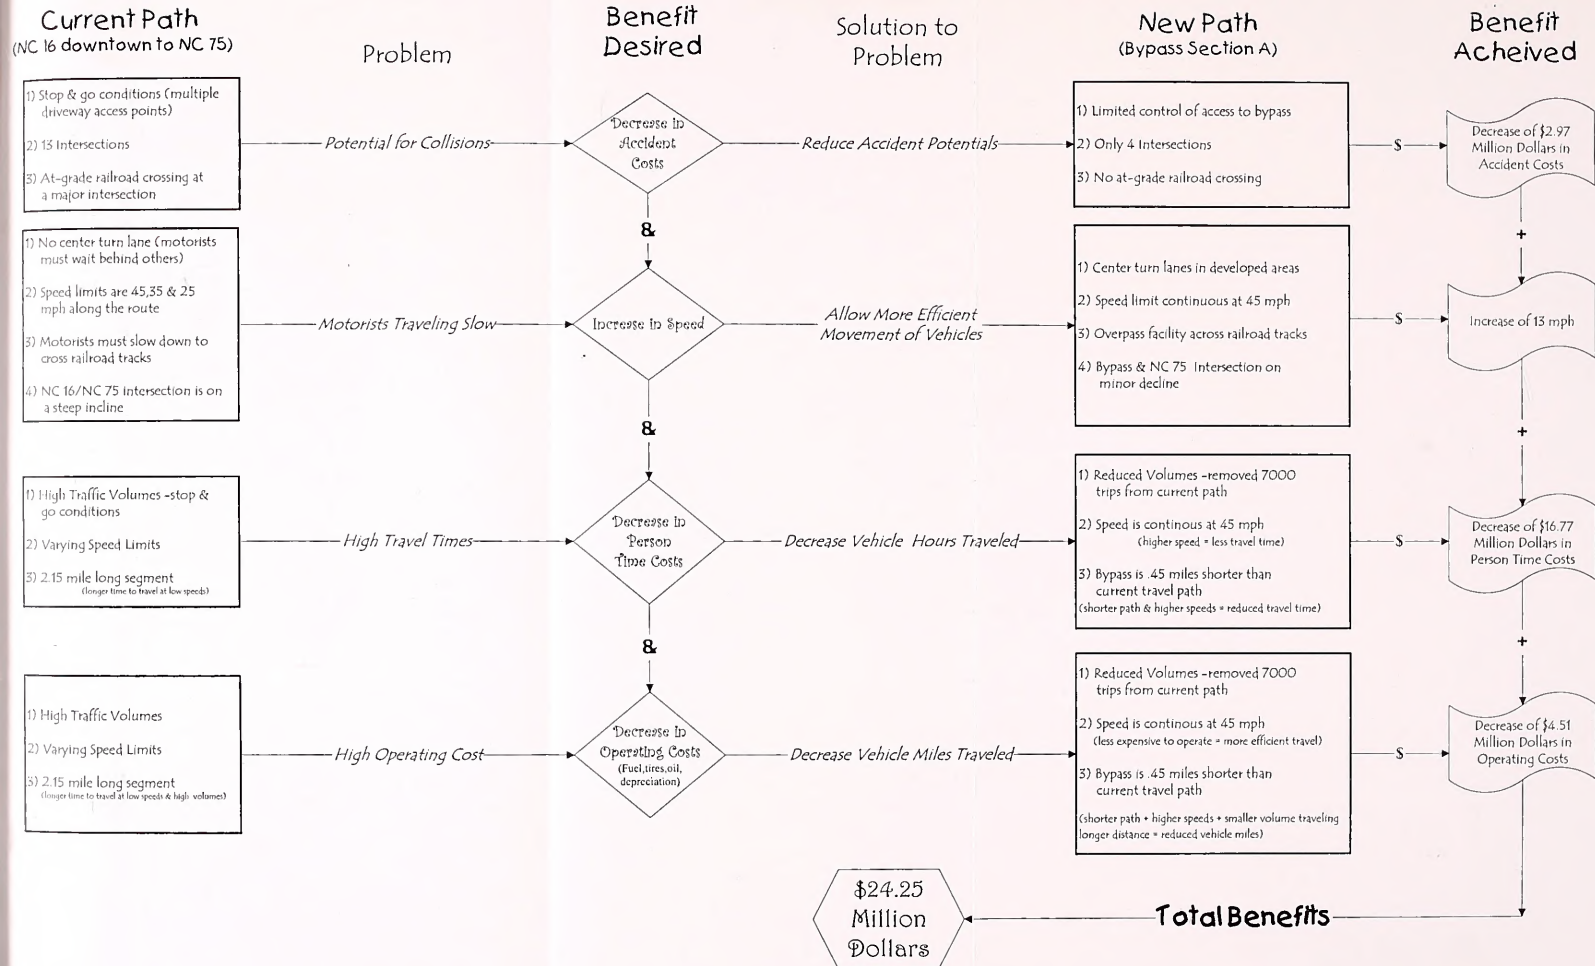 Current Path
(NC 16 downtown to NC 75)
Problem
Benefit
Desired
Solution to
Problem
New Path
(Bypass Section A)
Benefit
Acheived
1) Stop & go conditions (multiple
driveway access points)
2) 13 Intersections
3) At-grade railroad crossing at
a major intersection
Potential for Collisions
Decrease in
Accident
Costs
Reduce Accident Potentials
1) Limited control of access to bypass
2) Only 4 Intersections
3) No at-grade railroad crossing
$
Decrease of $2.97
Million Dollars in
Accident Costs
&
+
1) No center turn lane (motorists
must wait behind others)
2) Speed limits are 45,35 & 25
mph along the route
3) Motorists must slow down to
cross railroad tracks
4) NC 16/NC 75 Intersection is on
a steep incline
Motorists Traveling Slow
Increase in Speed
Allow More Efficient
Movement of Vehicles
1) Center turn lanes in developed areas
2) Speed limit continuous at 45 mph
3) Overpass facility across railroad tracks
4) Bypass & NC 75 Intersection on
minor decline
$
Increase of 13 mph
&
+
1) High Traffic Volumes -stop &
go conditions
2) Varying Speed Limits
3) 2.15 mile long segment
(longer time to travel at low speeds)
High Travel Times
Decrease in
Person
Time Costs
Decrease Vehicle Hours Traveled
1) Reduced Volumes -removed 7000
trips from current path
2) Speed is continous at 45 mph
(higher speed = less travel time)
3) Bypass is .45 miles shorter than
current travel path
(shorter path & higher speeds = reduced travel time)
$
Decrease of $16.77
Million Dollars in
Person Time Costs
&
+
1) High Traffic Volumes
2) Varying Speed Limits
3) 2.15 mile long segment
(longer time to travel at low speeds & high volumes)
High Operating Cost
Decrease in
Operating Costs
(Fuel,tires,oil,
depreciation)
Decrease Vehicle Miles Traveled
1) Reduced Volumes -removed 7000
trips from current path
2) Speed is continous at 45 mph
(less expensive to operate = more efficient travel)
3) Bypass is .45 miles shorter than
current travel path
(shorter path + higher speeds + smaller volume traveling
longer distance = reduced vehicle miles)
$
Decrease of $4.51
Million Dollars in
Operating Costs
$24.25
Million
Dollars
Total Benefits